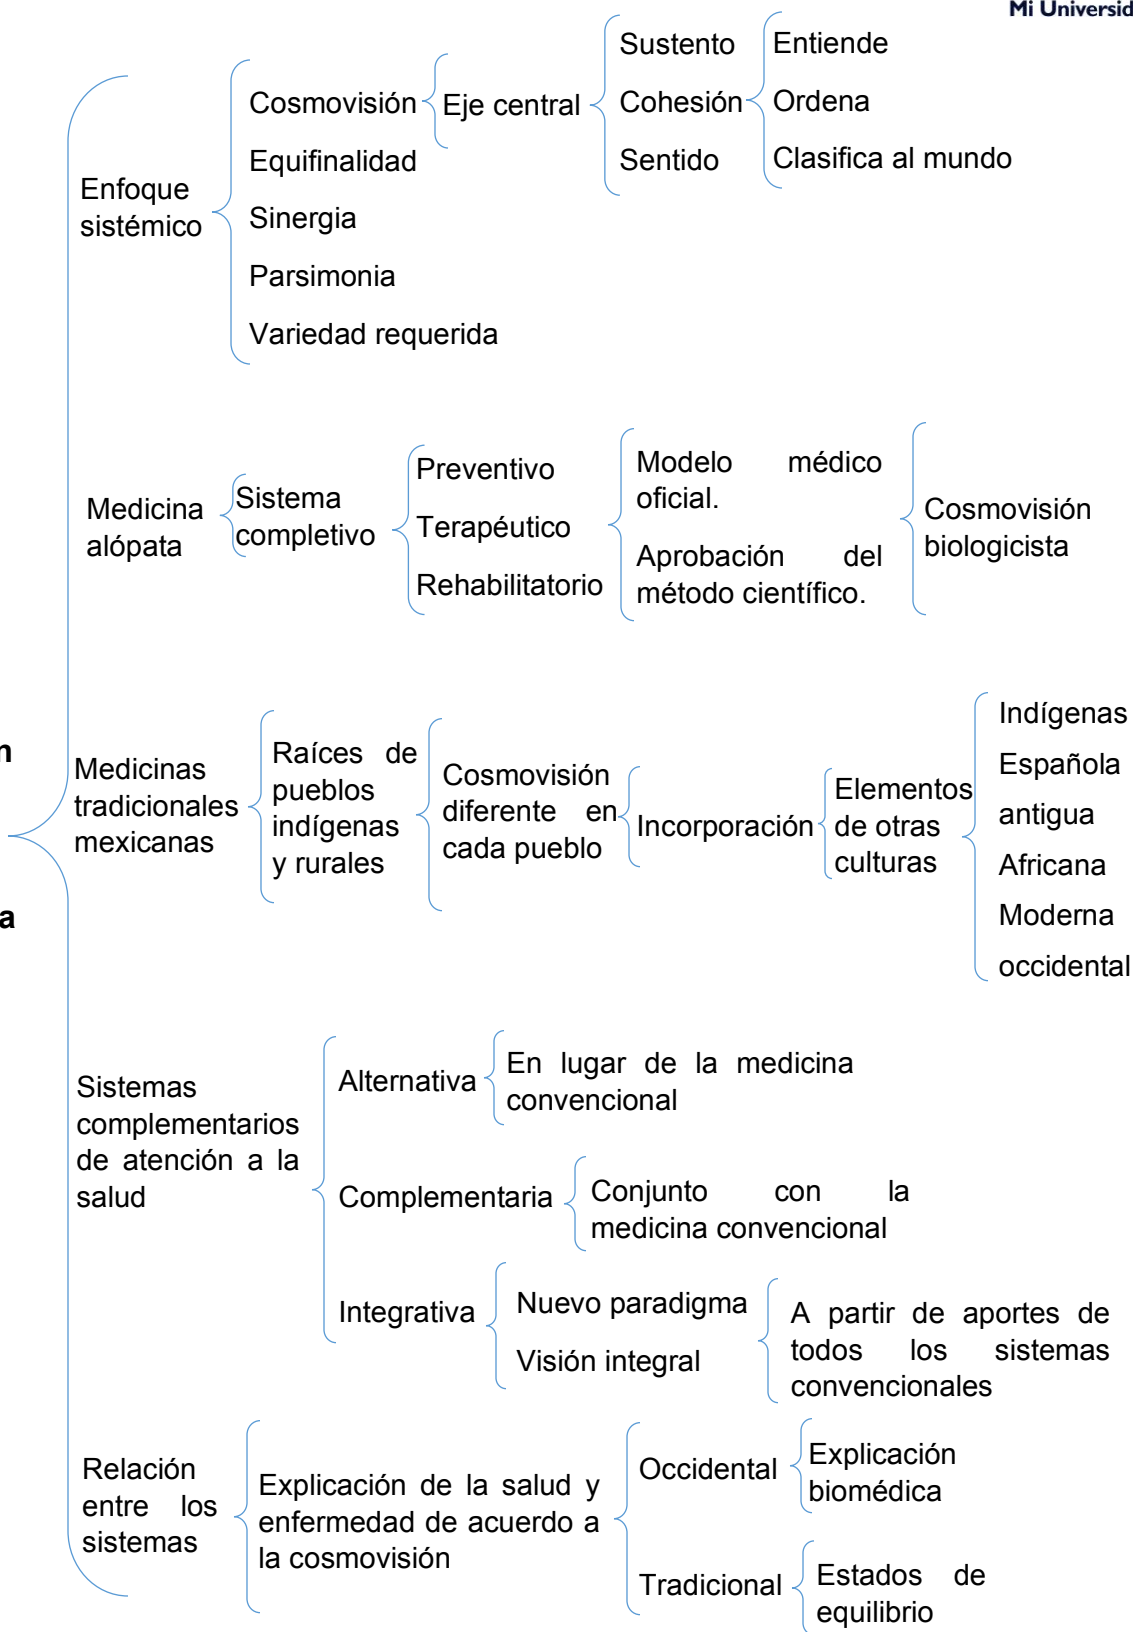 Mi Universid
Sustento
Cohesión
Sentido
Entiende
Ordena
Clasifica al mundo
Cosmovisión
Eje central
Equifinalidad
Sinergia
Parsimonia
Variedad requerida
Enfoque
sistémico
Medicina
alópata
Sistema
completivo
Preventivo
Terapéutico
Rehabilitatorio
Modelo médico
oficial.
Aprobación del
método científico.
Cosmovisión
biologicista
n
a
Medicinas
tradicionales
mexicanas
Raíces de
pueblos
indígenas
y rurales
Cosmovisión
diferente en
cada pueblo
Incorporación
Elementos
de otras
culturas
Indígenas
Española
antigua
Africana
Moderna
occidental
Sistemas
complementarios
de atención a la
salud
Alternativa
En lugar de la medicina
convencional
Complementaria
Conjunto con la
medicina convencional
Integrativa
Nuevo paradigma
Visión integral
A partir de aportes de
todos los sistemas
convencionales
Relación
entre los
sistemas
Explicación de la salud y
enfermedad de acuerdo a
la cosmovisión
Occidental
Explicación
biomédica
Tradicional
Estados de
equilibrio